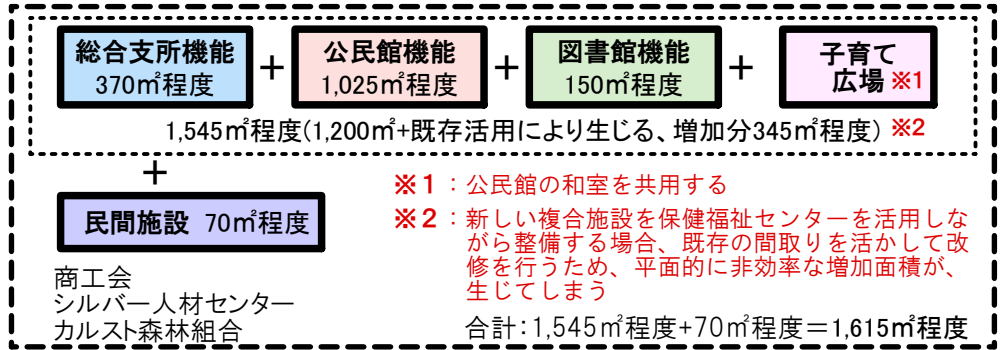 総合支所機能
370㎡程度
+
公民館機能
1,025㎡程度
+
図書館機能
150㎡程度
+
子育て
広場 ※1
1,545㎡程度(1,200㎡+既存活用により生じる、増加分345㎡程度) ※2
+
民間施設 70㎡程度
商工会
シルバー人材センター
カルスト森林組合
※1：公民館の和室を共用する
※2：新しい複合施設を保健福祉センターを活用しな
がら整備する場合、既存の間取りを活かして改
修を行うため、平面的に非効率な増加面積が、
生じてしまう
合計：1,545㎡程度+70㎡程度＝1,615㎡程度